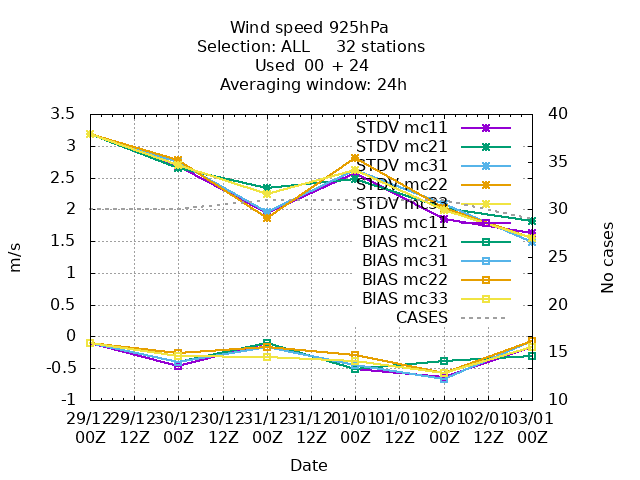 Wind speed 925hPa
Selection: ALL 32 stations
Used 00 + 24
Averaging window: 24h
3.5
3
2.5
2
1.5
1
0.5
0
-0.5
-1
m/s
40
35
30
25
20
15
10
No cases
STDV mc11
STDV mc21
STDV mc31
STDV mc22
STDV mc33
BIAS mc11
BIAS mc21
BIAS mc31
BIAS mc22
BIAS mc33
CASES
29/12 29/12 30/12 30/12 31/12 31/12 01/01 01/01 02/01 02/01 03/01
00Z 12Z 00Z 12Z 00Z 12Z 00Z 12Z 00Z 12Z 00Z
Date